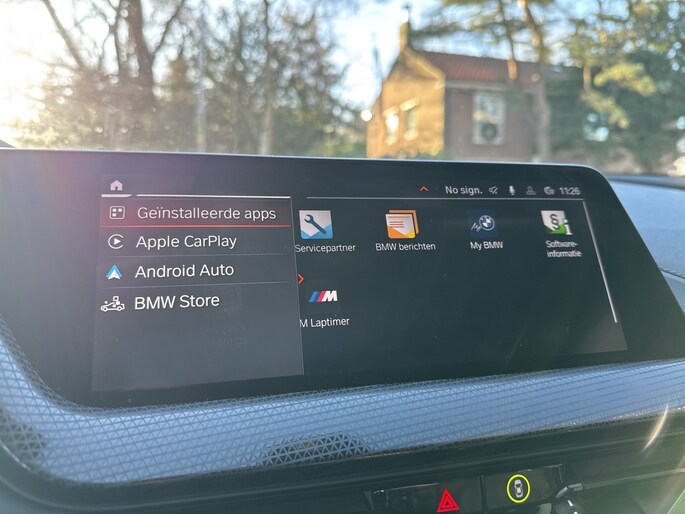 No sign. 11:26
Geïnstalleerde apps
Apple CarPlay
Android Auto
BMW Store
Servicepartner
BMW berichten
My BMW
Software-
informatie
M Laptimer